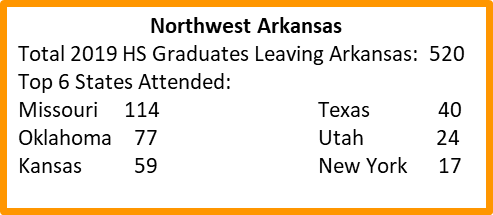 Northwest Arkansas
Total 2019 HS Graduates Leaving Arkansas: 520
Top 6 States Attended:
Missouri 114 Texas 40
Oklahoma 77 Utah 24
Kansas 59 New York 17